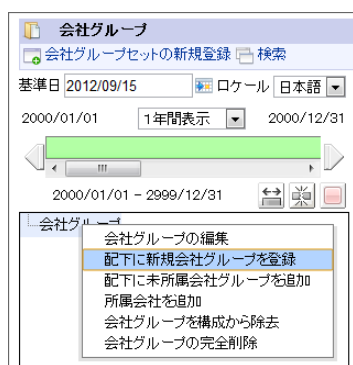 会社グループ
会社グループセットの新規登録 検索
基準日 2012/09/15 ロケール 日本語
2000/01/01 1年間表示 2000/12/31
2000/01/01 - 2999/12/31
会社グループ
会社グループの編集
配下に新規会社グループを登録
配下に未所属会社グループを追加
所属会社を追加
会社グループを構成から除去
会社グループの完全削除